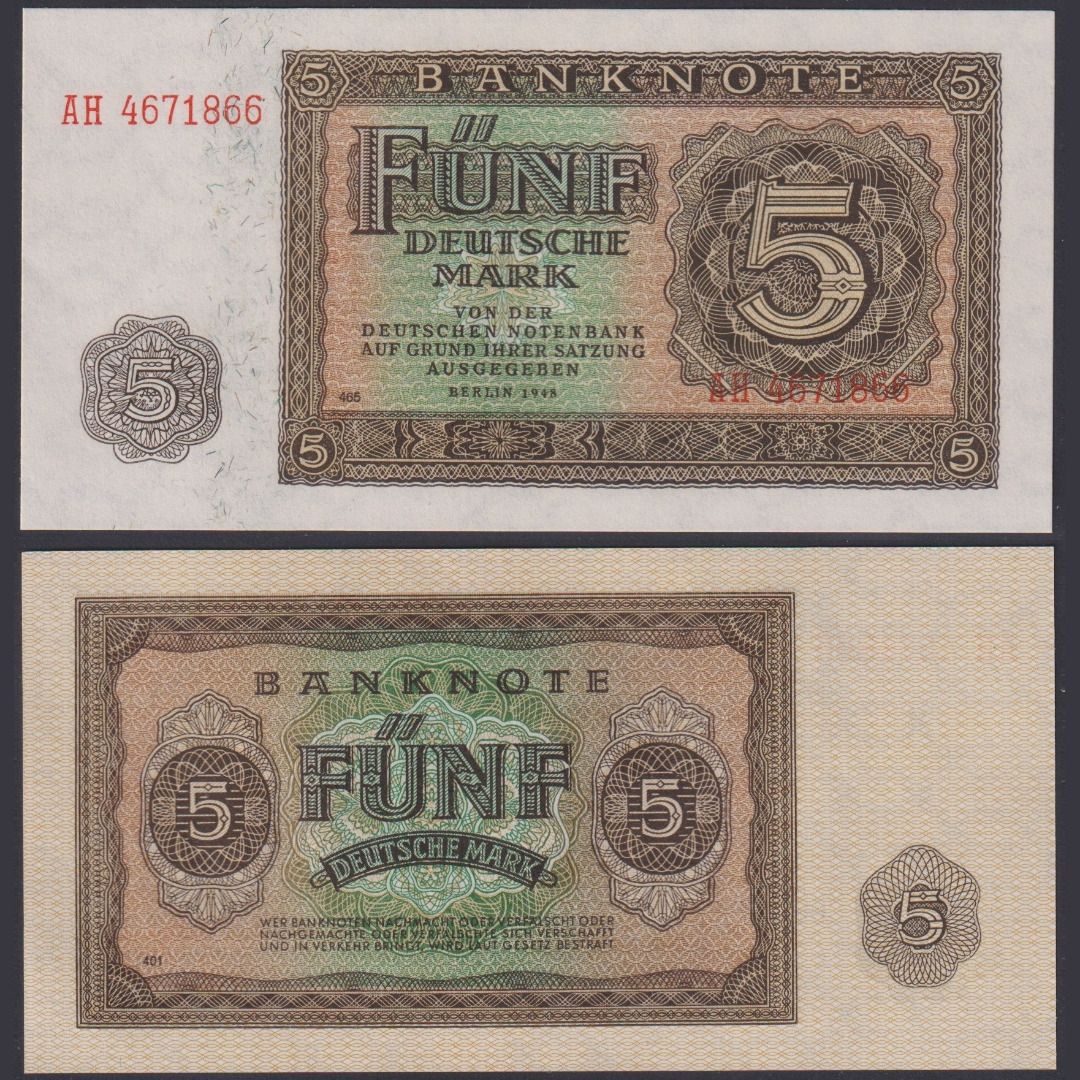 5 BANKNOTE 5
AH 4671866
FÜNF
5
DEUTSCHE
MARK
VON DER
DEUTSCHEN NOTENBANK
AUF GRUND IHRER SATZUNG
AUSGEGEBEN
BERLIN 1948
465
AH 4671866
5
5 5
BANKNOTE
FÜNF
5 5
DEUTSCHE MARK
5
WER BANKNOTEN NACHMACHT ODER VERFÄLSCHT ODER
NACHGEMACHTE ODER VERFÄLSCHTE SICH VERSCHAFFT
UND IN VERKEHR BRINGT, WIRD LAUT GESETZ BESTRAFT
401